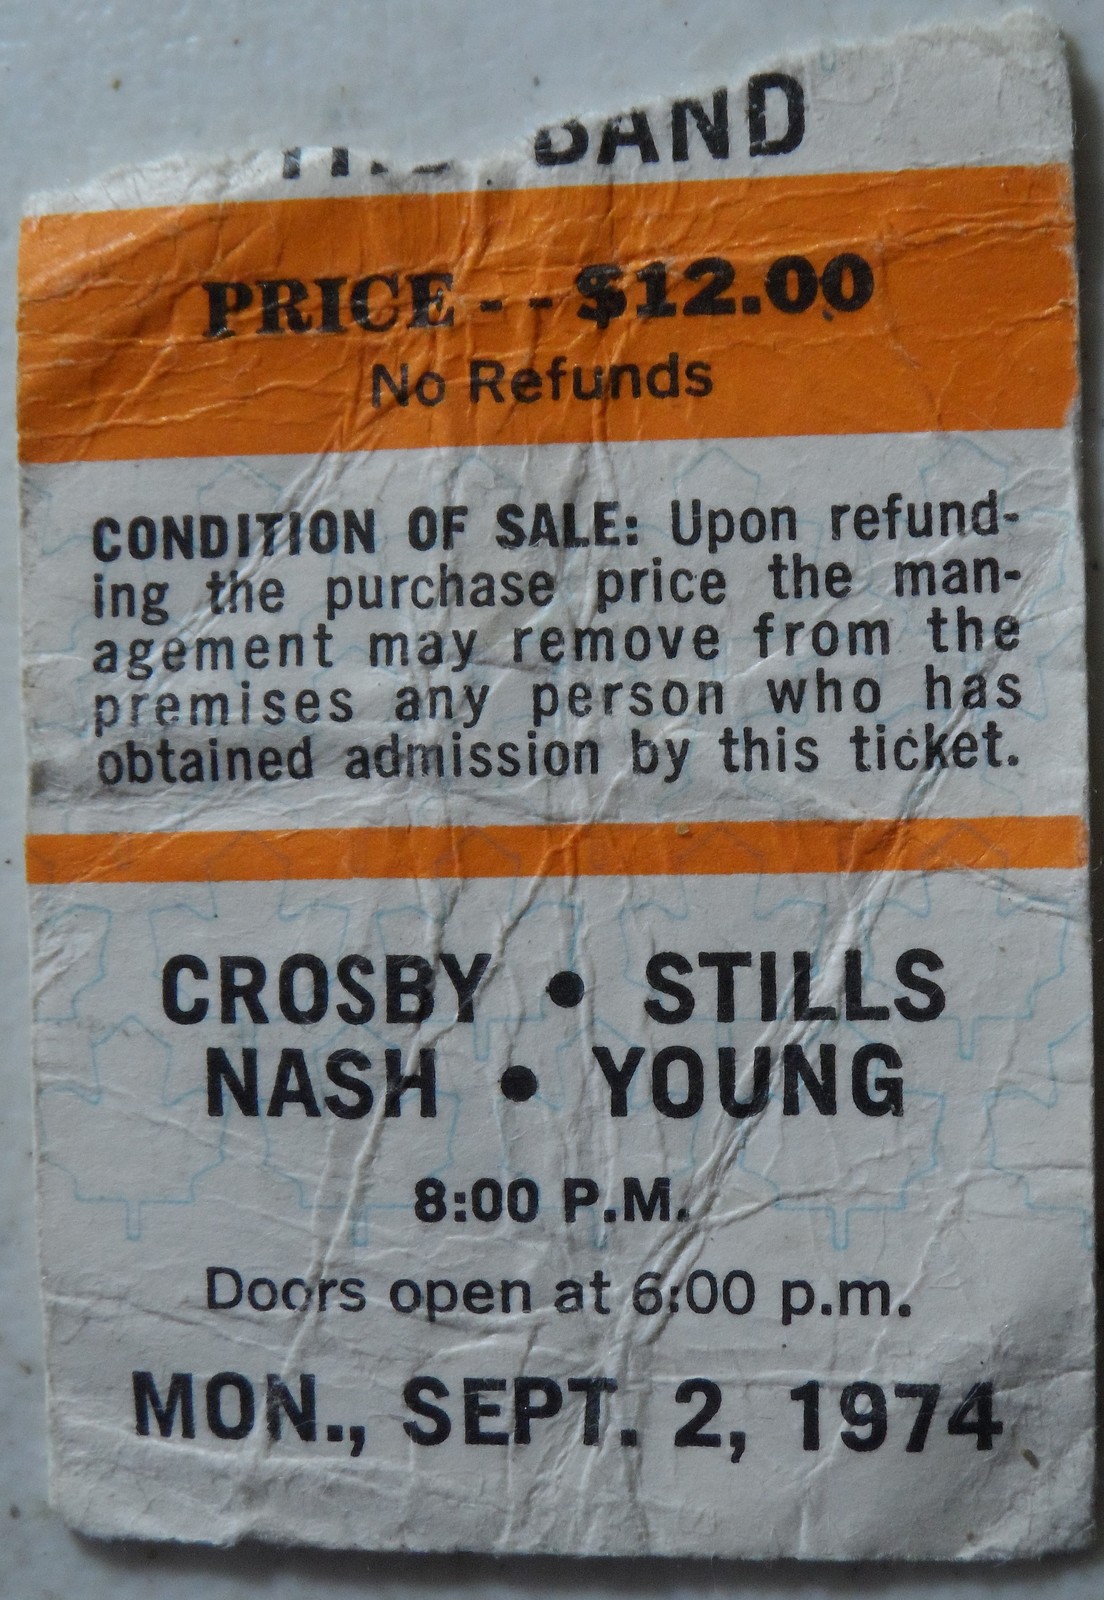 THE BAND
PRICE - - $12.00
No Refunds
CONDITION OF SALE: Upon refund-
ing the purchase price the man-
agement may remove from the
premises any person who has
obtained admission by this ticket.
CROSBY • STILLS
NASH • YOUNG
8:00 P.M.
Doors open at 6:00 p.m.
MON., SEPT. 2, 1974